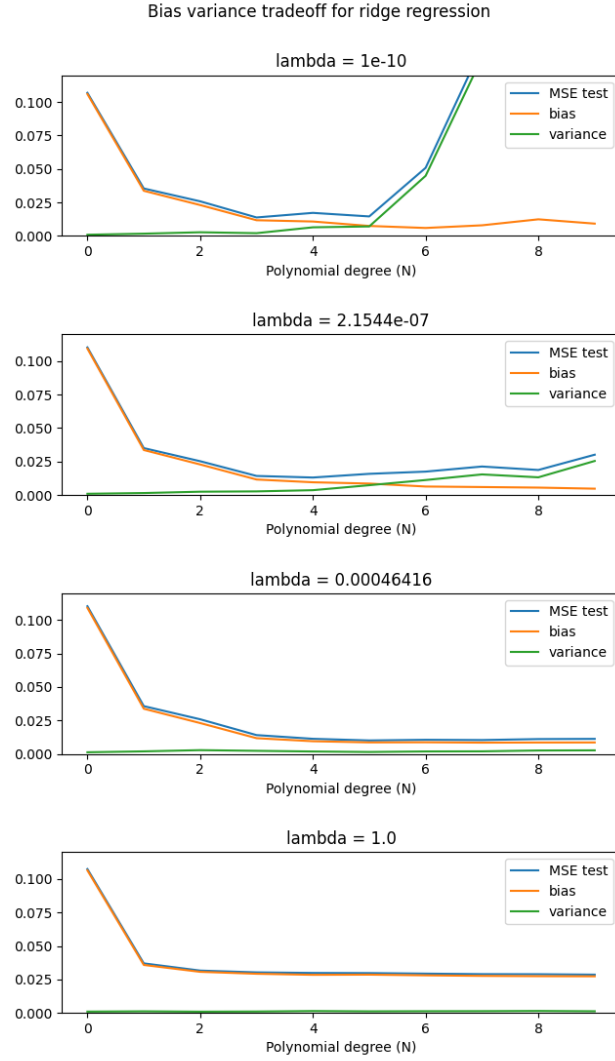 Bias variance tradeoff for ridge regression
lambda = 1e-10
0.100
0.075
0.050
0.025
0.000
MSE test
bias
variance
0 2 4 6 8
Polynomial degree (N)
lambda = 2.1544e-07
0.100
0.075
0.050
0.025
0.000
MSE test
bias
variance
0 2 4 6 8
Polynomial degree (N)
lambda = 0.00046416
0.100
0.075
0.050
0.025
0.000
MSE test
bias
variance
0 2 4 6 8
Polynomial degree (N)
lambda = 1.0
0.100
0.075
0.050
0.025
0.000
MSE test
bias
variance
0 2 4 6 8
Polynomial degree (N)